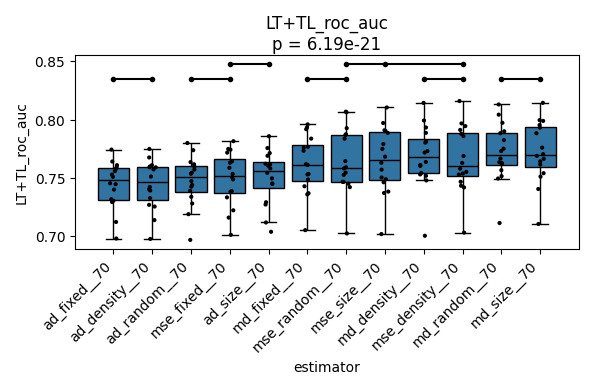 LT+TL_roc_auc
p = 6.19e-21
LT+TL_roc_auc
0.85
0.80
0.75
0.70
ad_fixed__70
ad_density__70
ad_random__70
mse_fixed__70
ad_size__70
md_fixed__70
mse_random__70
mse_size__70
md_density__70
mse_density__70
md_random__70
md_size__70
estimator